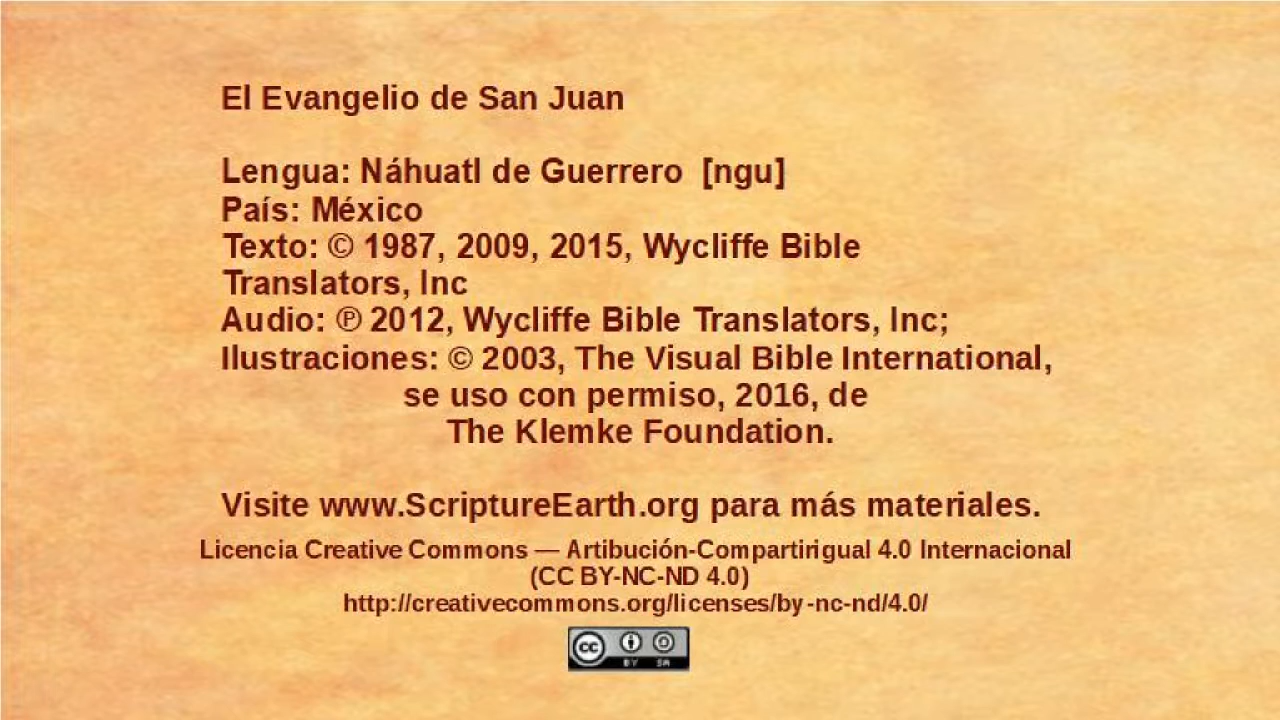 El Evangelio de San Juan
Lengua: Náhuatl de Guerrero [ngu]
País: México
Texto: © 1987, 2009, 2015, Wycliffe Bible
Translators, Inc
Audio: ℗ 2012, Wycliffe Bible Translators, Inc;
Ilustraciones: © 2003, The Visual Bible International,
se uso con permiso, 2016, de
The Klemke Foundation.
Visite www.ScriptureEarth.org para más materiales.
Licencia Creative Commons — Artibución-Compartirigual 4.0 Internacional
(CC BY-NC-ND 4.0)
http://creativecommons.org/licenses/by-nc-nd/4.0/
cc BY SA